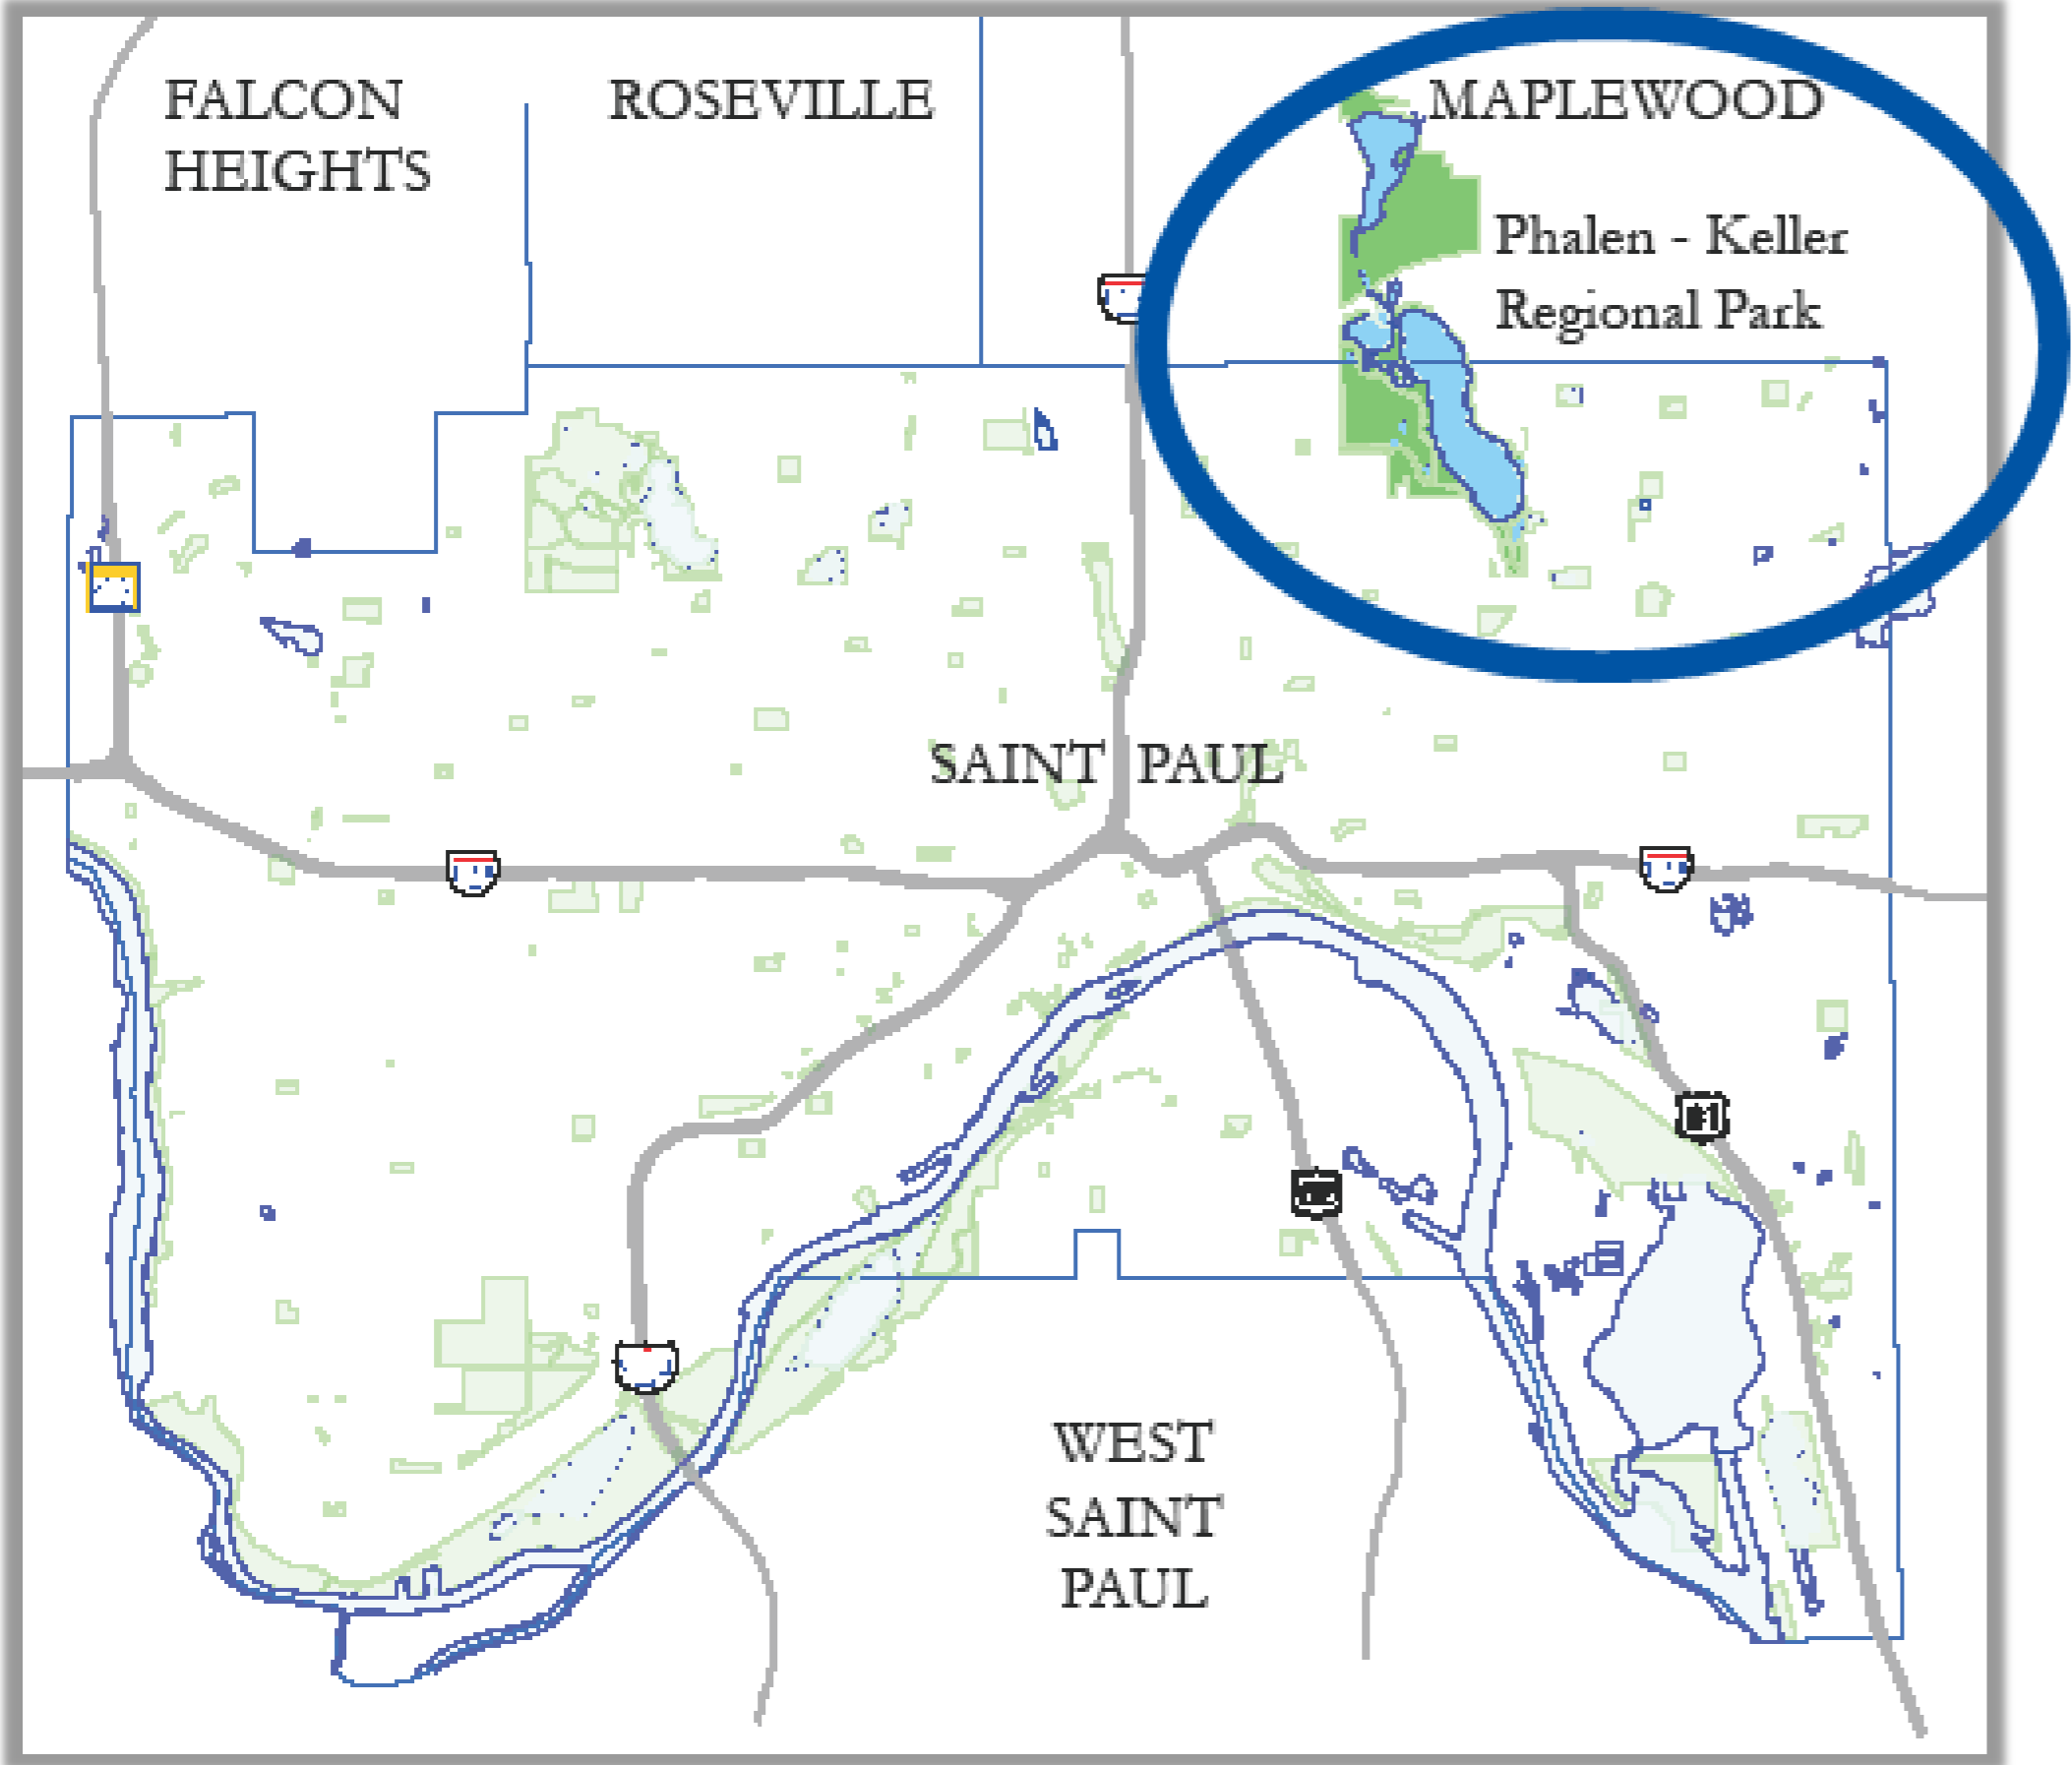 FALCON
HEIGHTS
ROSEVILLE
MAPLEWOOD
Phalen - Keller
Regional Park
SAINT PAUL
WEST
SAINT
PAUL